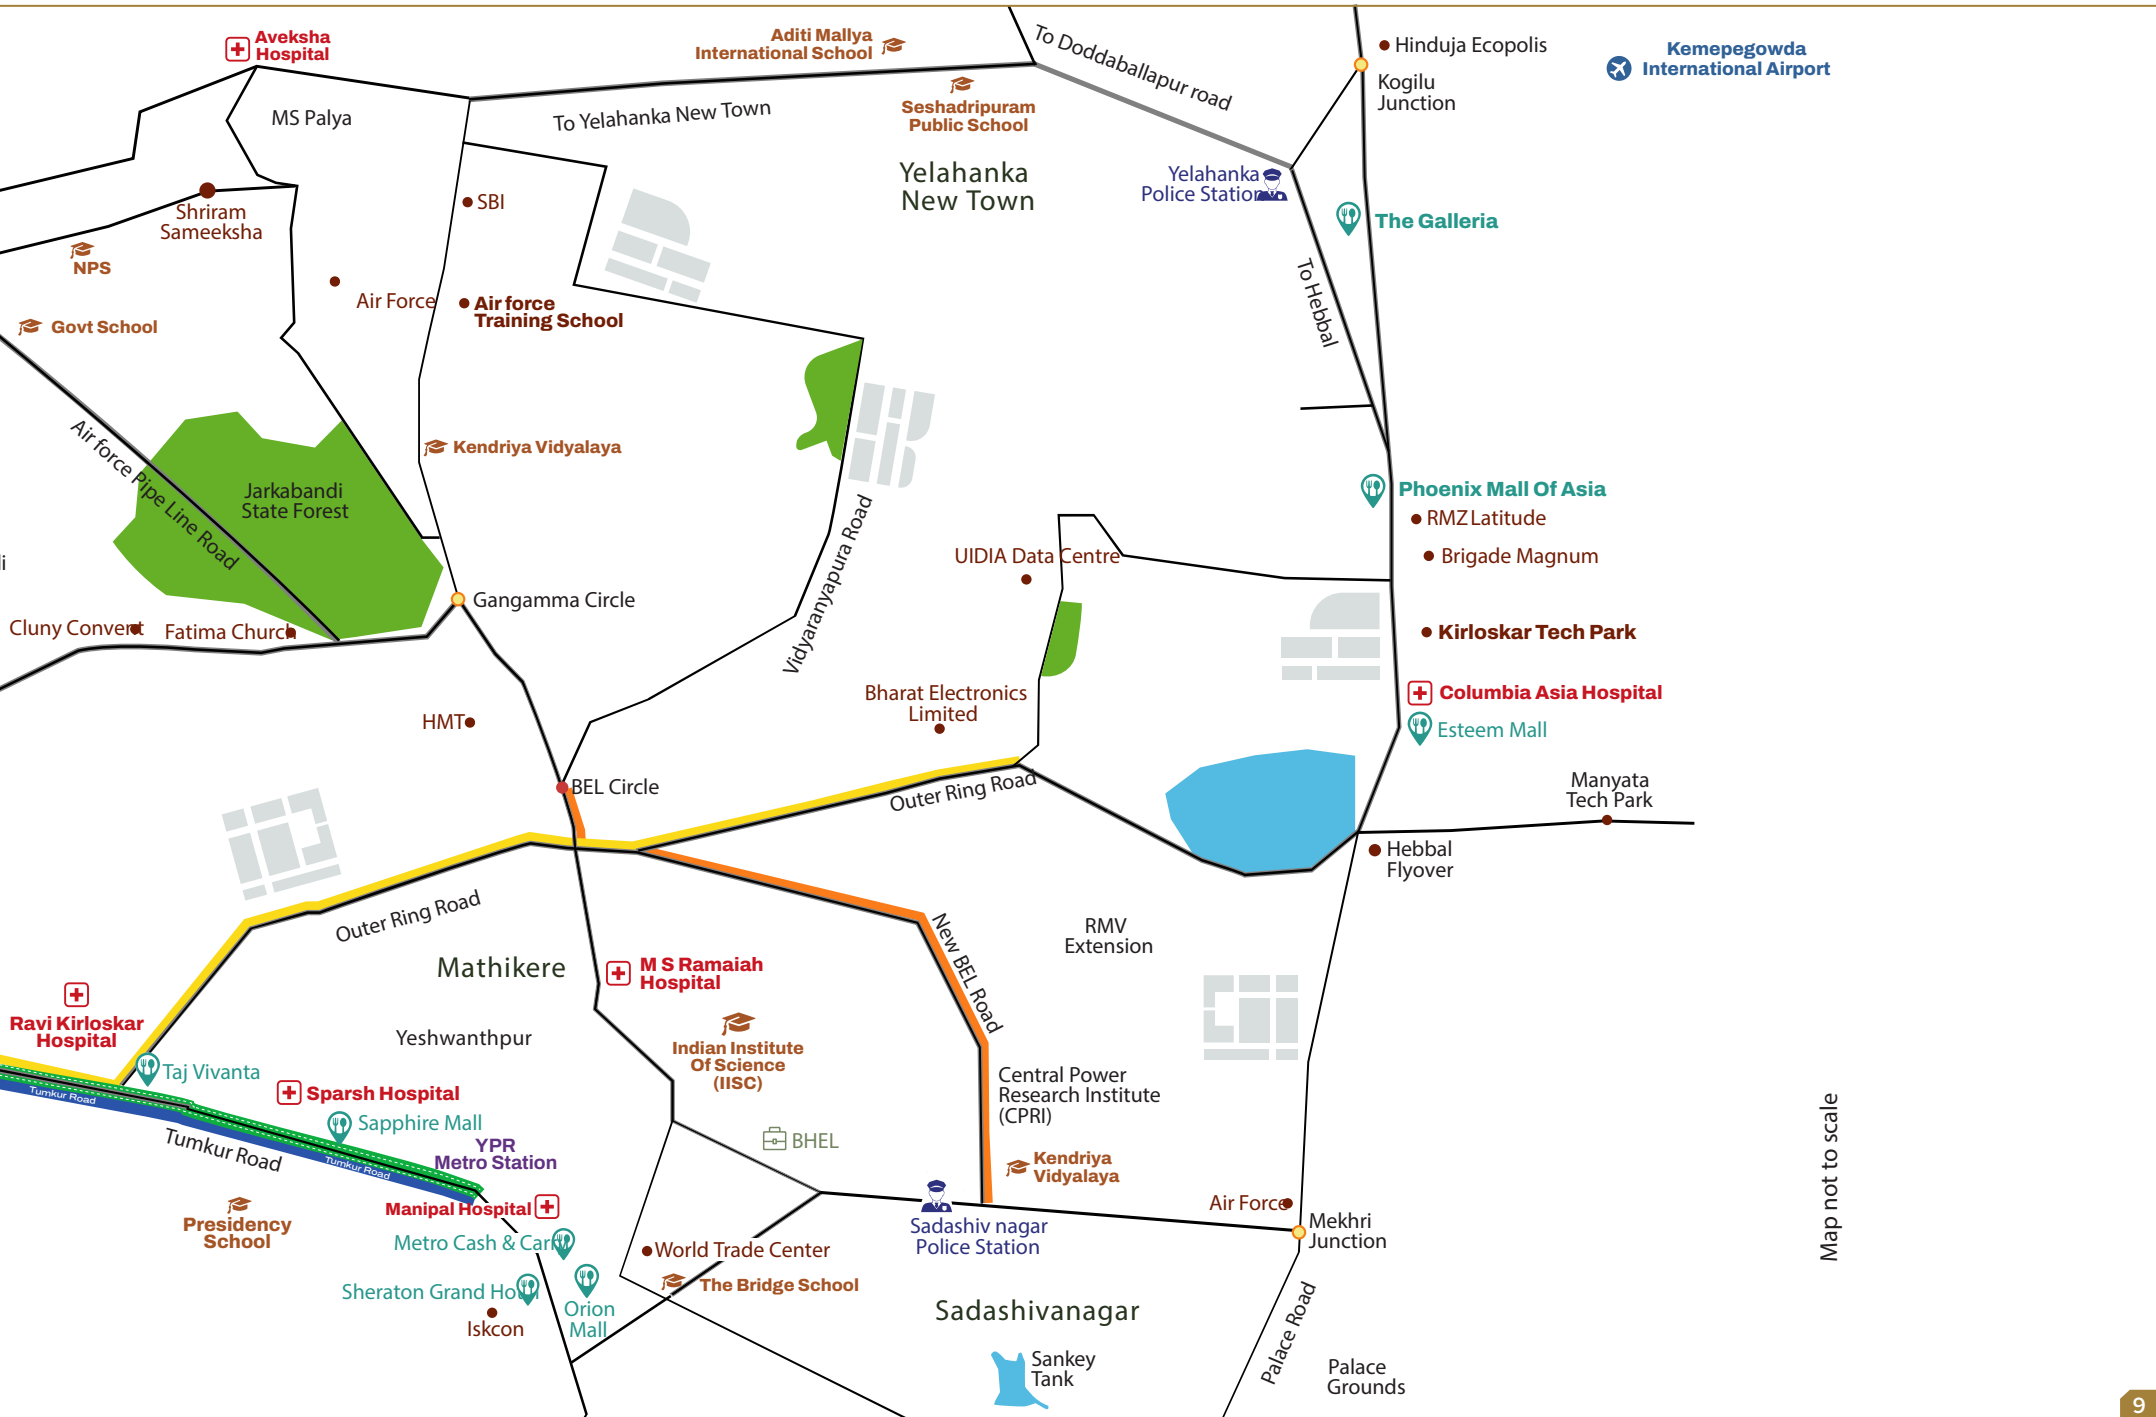 Aveksha
Hospital
Aditi Mallya
International School
To Doddaballapur road
Hinduja Ecopolis
Kogilu
Junction
Kemepegowda
International Airport
MS Palya
To Yelahanka New Town
Seshadripuram
Public School
Yelahanka
New Town
Yelahanka
Police Station
SBI
Shriram
Sameeksha
The Galleria
NPS
Air Force
Air force
Training School
To Hebbal
Govt School
Kendriya Vidyalaya
Air force Pipe Line Road
Jarkabandi
State Forest
Phoenix Mall Of Asia
RMZ Latitude
Vidyaranyapura Road
UIDIA Data Centre
Brigade Magnum
li
Gangamma Circle
Cluny Convent
Fatima Church
Kirloskar Tech Park
Bharat Electronics
Limited
Columbia Asia Hospital
HMT
Esteem Mall
BEL Circle
Outer Ring Road
Manyata
Tech Park
Hebbal
Flyover
Outer Ring Road
RMV
Extension
New BEL Road
Mathikere
M S Ramaiah
Hospital
Ravi Kirloskar
Hospital
Yeshwanthpur
Indian Institute
Of Science
(IISC)
Taj Vivanta
Central Power
Research Institute
(CPRI)
Tumkur Road
Sparsh Hospital
Sapphire Mall
Tumkur Road
YPR
Metro Station
Tumkur Road
BHEL
Kendriya
Vidyalaya
Map not to scale
Manipal Hospital
Air Force
Presidency
School
Sadashiv nagar
Police Station
Mekhri
Junction
Metro Cash & Carry
World Trade Center
The Bridge School
Sheraton Grand Hotel
Orion
Mall
Iskcon
Sadashivanagar
Palace Road
Sankey
Tank
Palace
Grounds
9